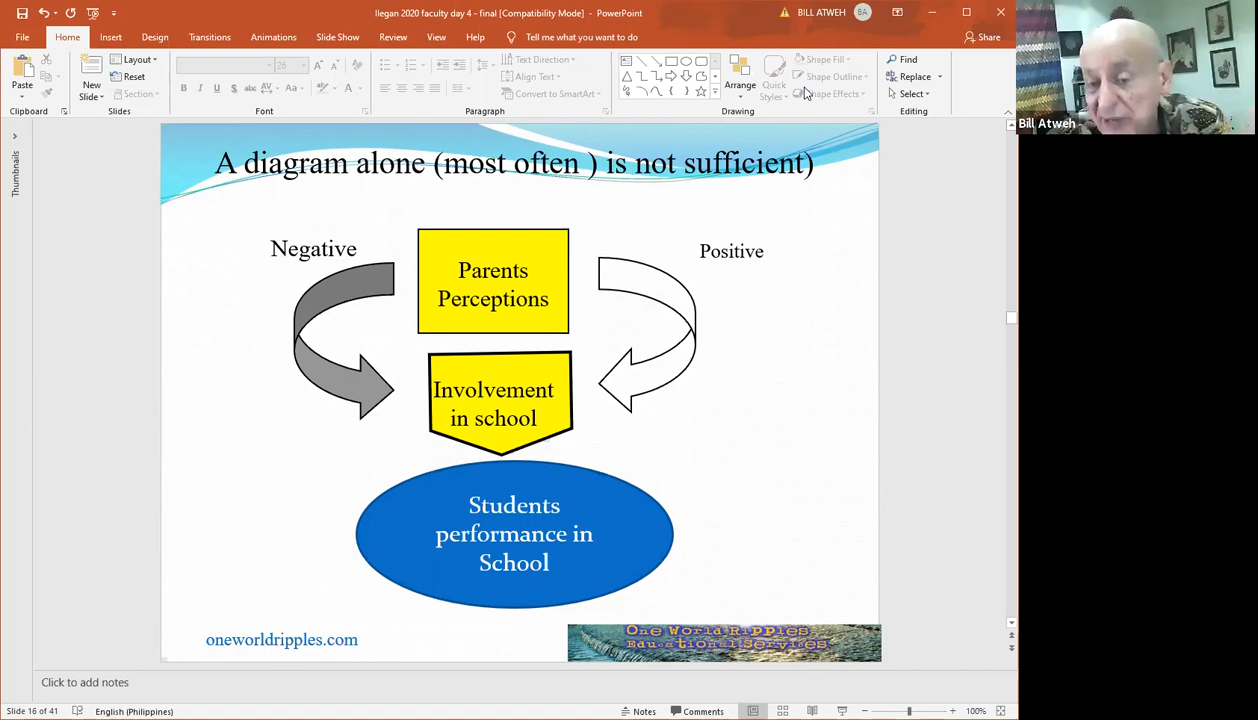 Ilegan 2020 faculty day 4 - final [Compatibility Mode] - PowerPoint
BILL ATWEH
BA
File
Home
Insert
Design
Transitions
Animations
Slide Show
Review
View
Help
Tell me what you want to do
Share
Paste
Clipboard
New
Slide
Layout
Reset
Section
Slides
26
B I U S abc
Aa
A
Font
Text Direction
Align Text
Convert to SmartArt
Paragraph
Arrange
Quick
Styles
Shape Fill
Shape Outline
Shape Effects
Drawing
Find
Replace
Select
Editing
Bill Atweh
Thumbnails
A diagram alone (most often ) is not sufficient)
Negative
Parents
Perceptions
Positive
Involvement
in school
Students
performance in
School
oneworldripples.com
One World Ripples
Educational Services
Click to add notes
Slide 16 of 41
English (Philippines)
Notes
Comments
100%